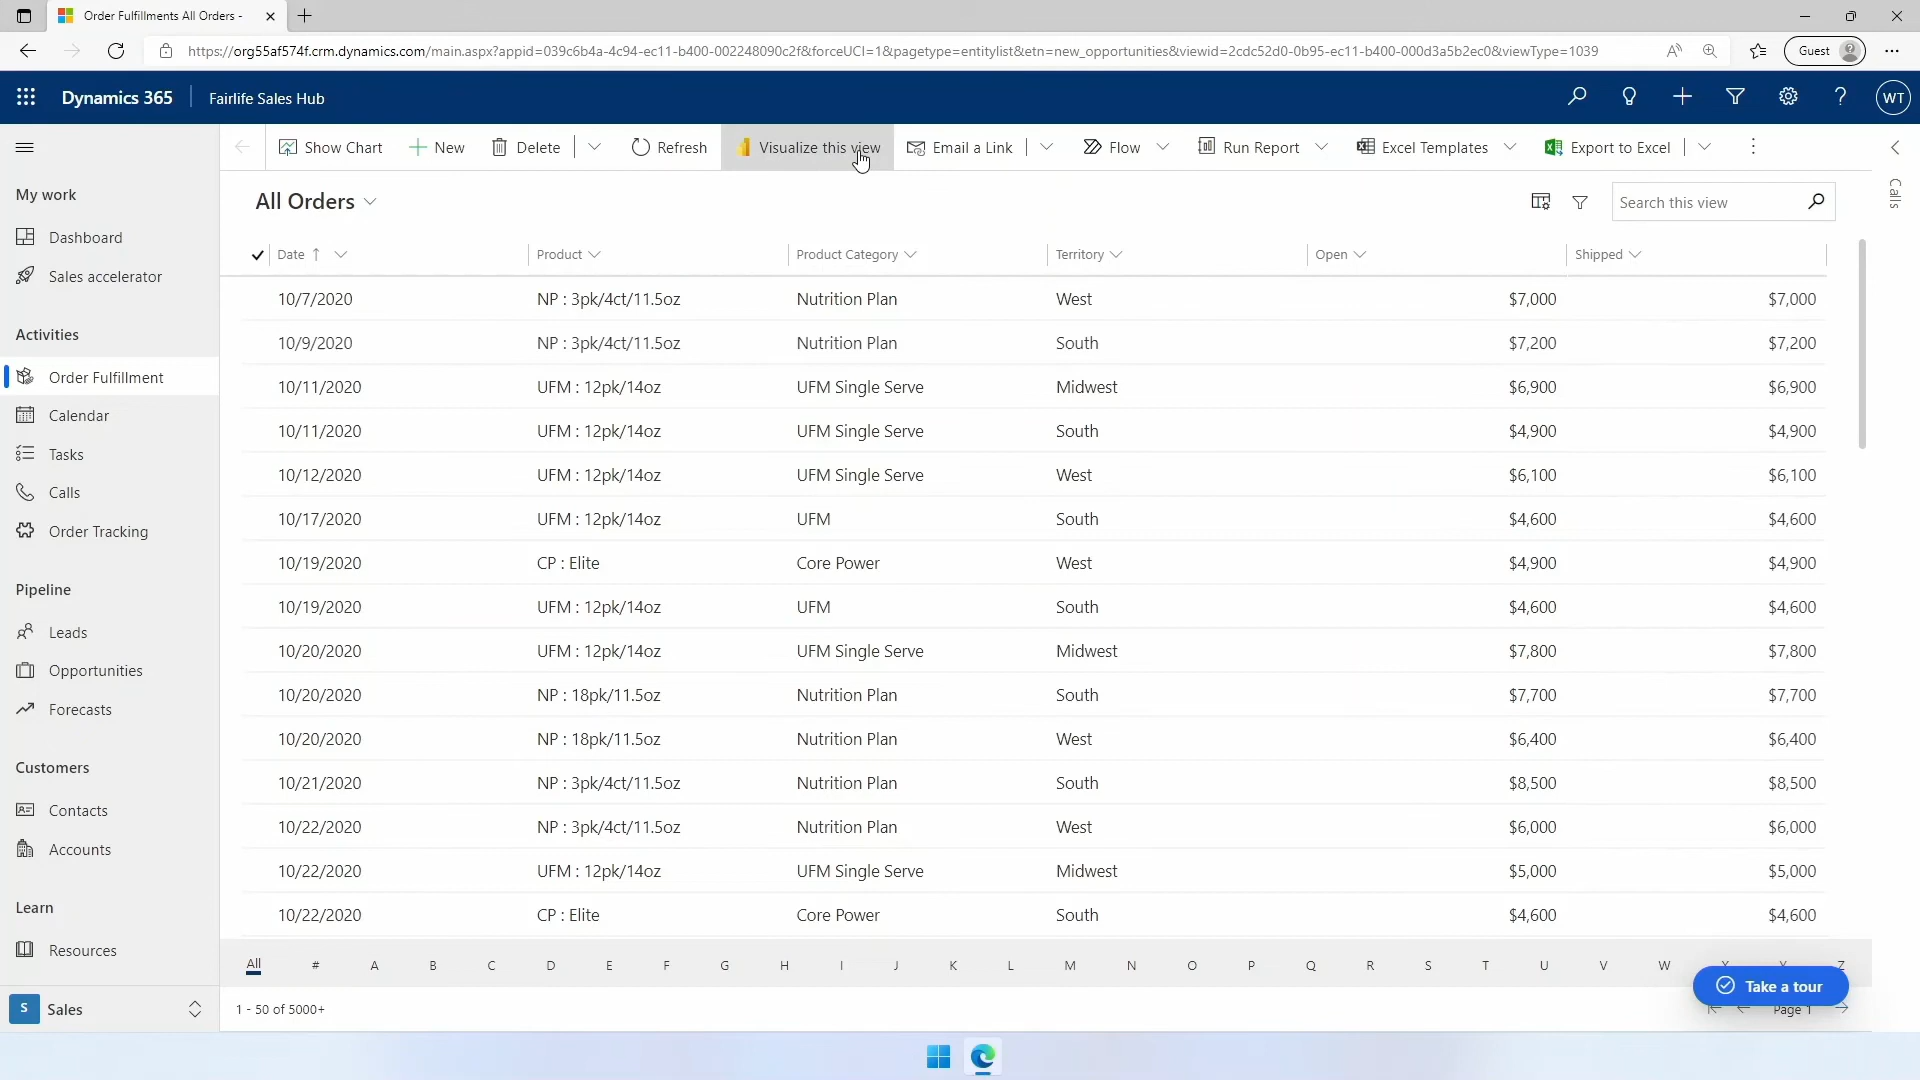 Order Fulfillments All Orders -
https://org55af574f.crm.dynamics.com/main.aspx?appid=039c6b4a-4c94-ec11-b400-002248090c2f&forceUCI=1&pagetype=entitylist&etn=new_opportunities&viewid=2cdc52d0-0b95-ec11-b400-000d3a5b2ec0&viewType=1039
Guest
Dynamics 365
Fairlife Sales Hub
WT
Show Chart
New
Delete
Refresh
Visualize this view
Email a Link
Flow
Run Report
Excel Templates
Export to Excel
Calls
My work
Dashboard
Sales accelerator
Activities
Order Fulfillment
Calendar
Tasks
Calls
Order Tracking
Pipeline
Leads
Opportunities
Forecasts
Customers
Contacts
Accounts
Learn
Resources
S Sales
All Orders
Search this view
Date Product Product Category Territory Open Shipped
10/7/2020 NP : 3pk/4ct/11.5oz Nutrition Plan West $7,000 $7,000
10/9/2020 NP : 3pk/4ct/11.5oz Nutrition Plan South $7,200 $7,200
10/11/2020 UFM : 12pk/14oz UFM Single Serve Midwest $6,900 $6,900
10/11/2020 UFM : 12pk/14oz UFM Single Serve South $4,900 $4,900
10/12/2020 UFM : 12pk/14oz UFM Single Serve West $6,100 $6,100
10/17/2020 UFM : 12pk/14oz UFM South $4,600 $4,600
10/19/2020 CP : Elite Core Power West $4,900 $4,900
10/19/2020 UFM : 12pk/14oz UFM South $4,600 $4,600
10/20/2020 UFM : 12pk/14oz UFM Single Serve Midwest $7,800 $7,800
10/20/2020 NP : 18pk/11.5oz Nutrition Plan South $7,700 $7,700
10/20/2020 NP : 18pk/11.5oz Nutrition Plan West $6,400 $6,400
10/21/2020 NP : 3pk/4ct/11.5oz Nutrition Plan South $8,500 $8,500
10/22/2020 NP : 3pk/4ct/11.5oz Nutrition Plan West $6,000 $6,000
10/22/2020 UFM : 12pk/14oz UFM Single Serve Midwest $5,000 $5,000
10/22/2020 CP : Elite Core Power South $4,600 $4,600
All # A B C D E F G H I J K L M N O P Q R S T U V W X Y Z
Take a tour
1 - 50 of 5000+
Page 1